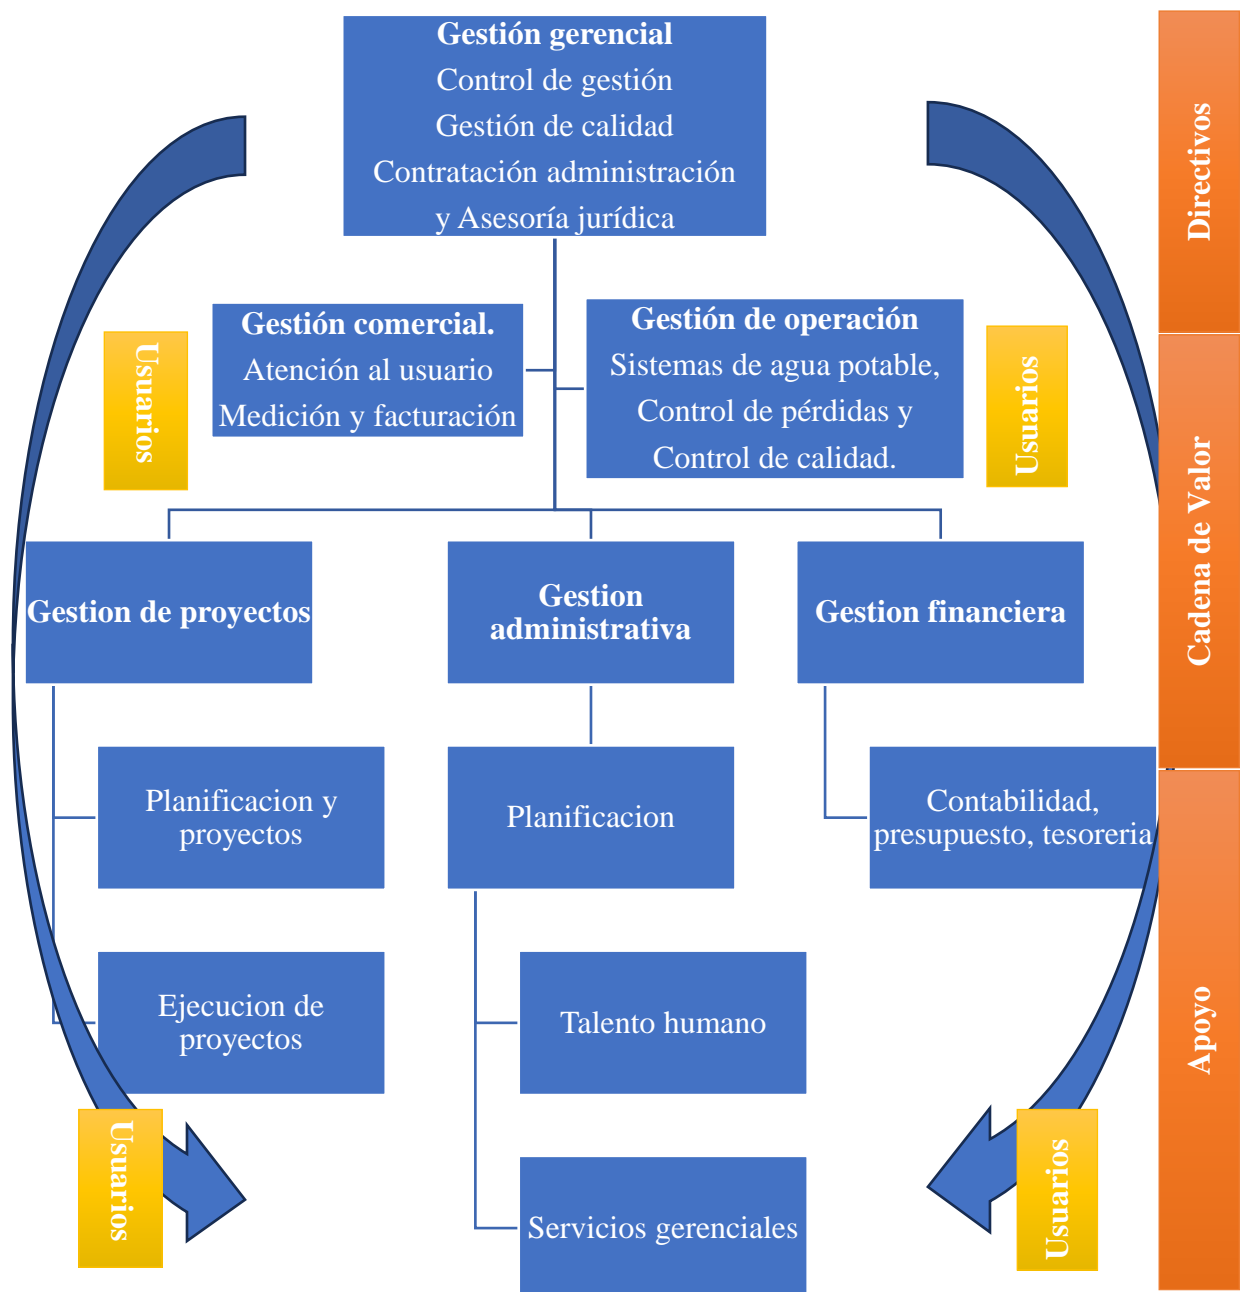 Gestión gerencial
Control de gestión
Gestión de calidad
Contratación administración
y Asesoría jurídica
Directivos
Gestión comercial.
Atención al usuario
Medición y facturación
Gestión de operación
Sistemas de agua potable,
Control de pérdidas y
Control de calidad.
Usuarios
Usuarios
Cadena de Valor
Gestion de proyectos
Gestion
administrativa
Gestion financiera
Planificacion y
proyectos
Planificacion
Contabilidad,
presupuesto, tesoreria
Ejecucion de
proyectos
Talento humano
Apoyo
Usuarios
Servicios gerenciales
Usuarios